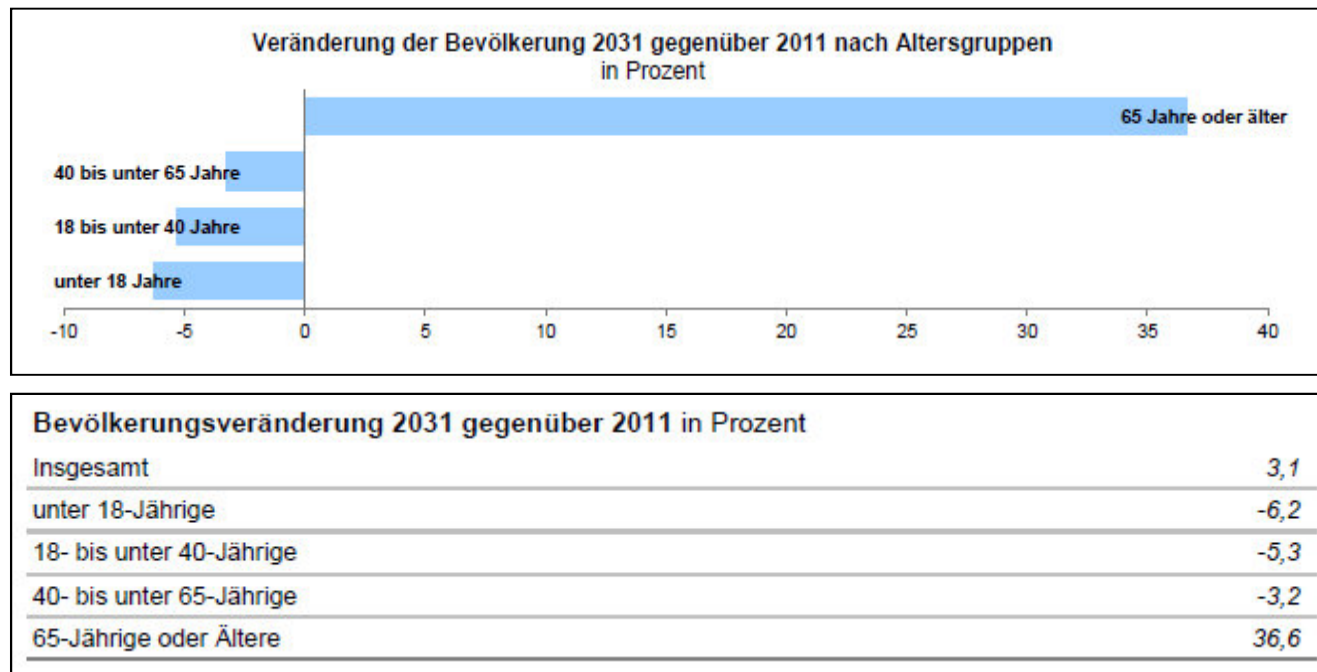 Veränderung der Bevölkerung 2031 gegenüber 2011 nach Altersgruppen
in Prozent
65 Jahre oder älter
40 bis unter 65 Jahre
18 bis unter 40 Jahre
unter 18 Jahre
-10 -5 0 5 10 15 20 25 30 35 40
Bevölkerungsveränderung 2031 gegenüber 2011 in Prozent
Insgesamt 3,1
unter 18-Jährige -6,2
18- bis unter 40-Jährige -5,3
40- bis unter 65-Jährige -3,2
65-Jährige oder Ältere 36,6